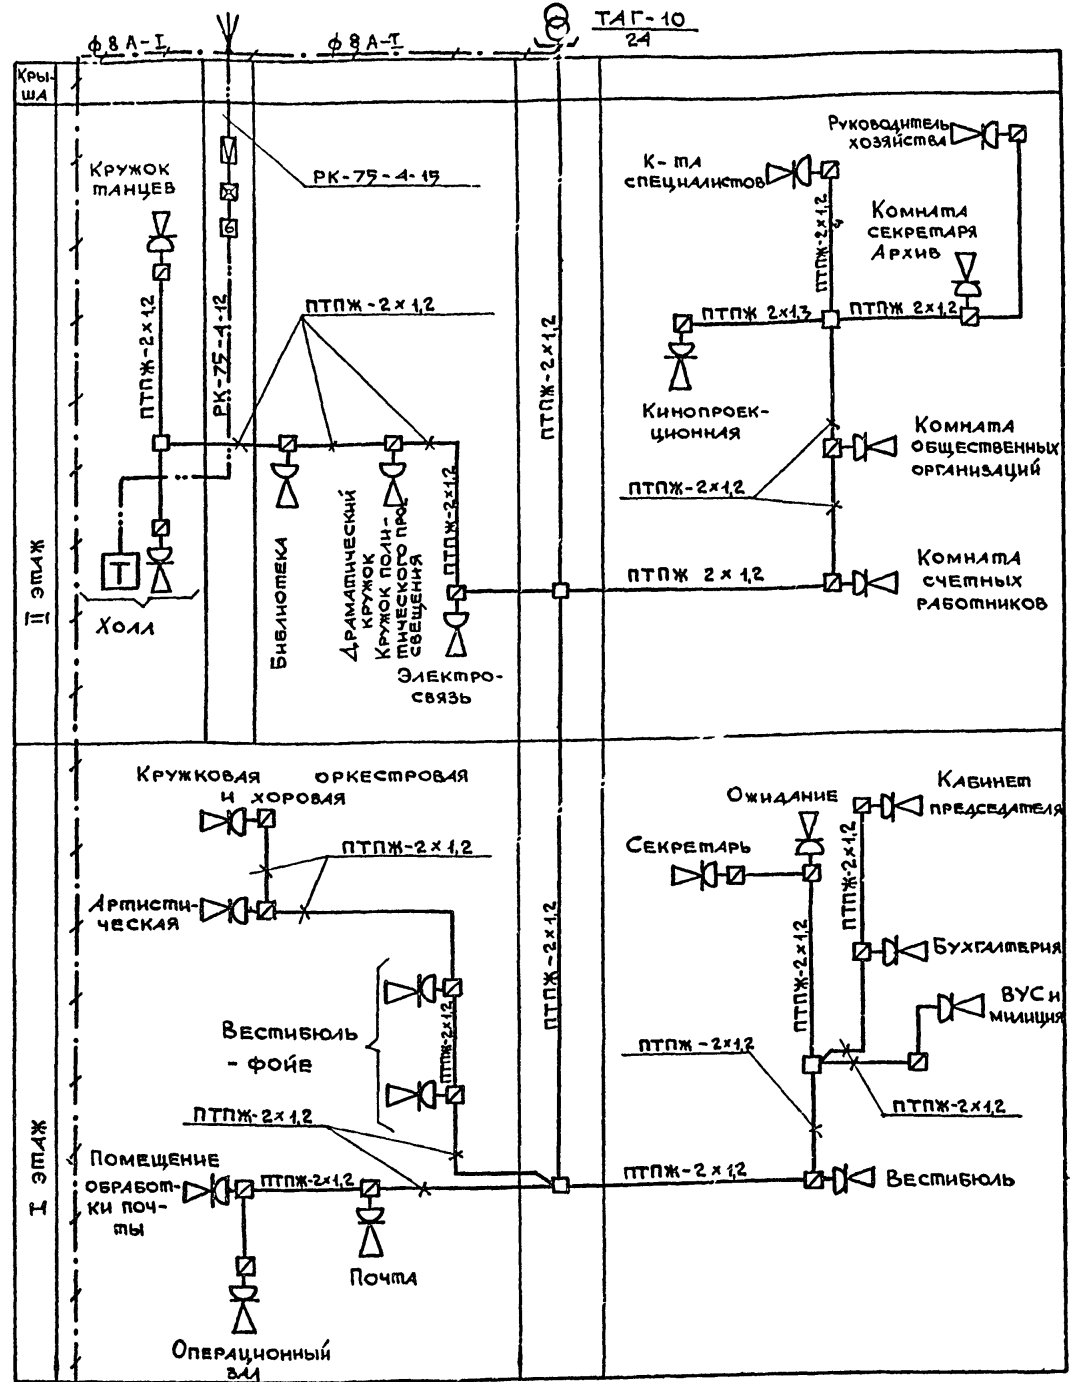 ТАГ-10
24
ф8А-I
ф8А-I
Кры-
ша
Кружок
танцев
РК-75-4-15
К-та
специалистов
Руководитель
хозяйства
Комната
секретаря
Архив
ПТПЖ-2×1,2
ПТПЖ-2×1,2
РК-75-4-12
ПТПЖ-2×1,2
ПТПЖ-2×1,2
ПТПЖ 2×1,3
ПТПЖ 2×1,2
Кинопроек-
ционная
Комната
общественных
организаций
ПТПЖ-2×1,2
ПТПЖ-2×1,2
ПТПЖ 2×1,2
Комната
счетных
работников
Т
Холл
Библиотека
Драматический
кружок
Кружок поли-
тического про-
свещения
Электро-
связь
II этаж
Кружковая оркестровая
и хоровая
ПТПЖ-2×1,2
Артисти-
ческая
Вестибюль
- фойе
ПТПЖ-2×1,2
ПТПЖ-2×1,2
ПТПЖ-2×1,2
Ожидание
Секретарь
Кабинет
председателя
ПТПЖ-2×1,2
ПТПЖ-2×1,2
Бухгалтерия
ВУС и
милиция
ПТПЖ-2×1,2
ПТПЖ-2×1,2
I этаж
Помещение
обработ-
ки поч-
ты
ПТПЖ-2×1,2
ПТПЖ-2×1,2
Вестибюль
Почта
Операционный
зал